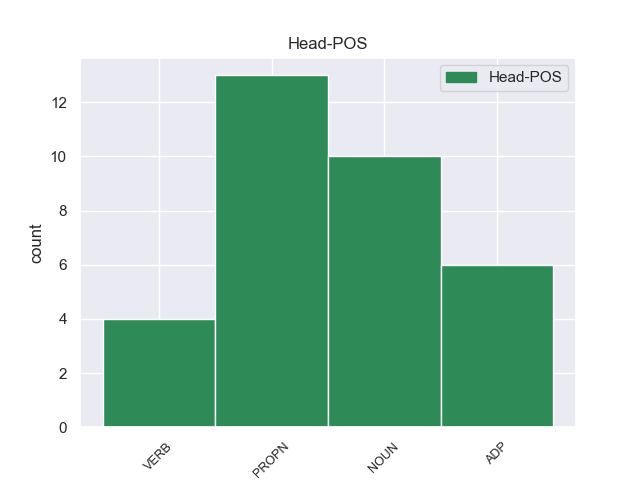 Head-POS
Head-POS
count
12
10
8
6
4
2
0
VERB
PROPN
NOUN
ADP